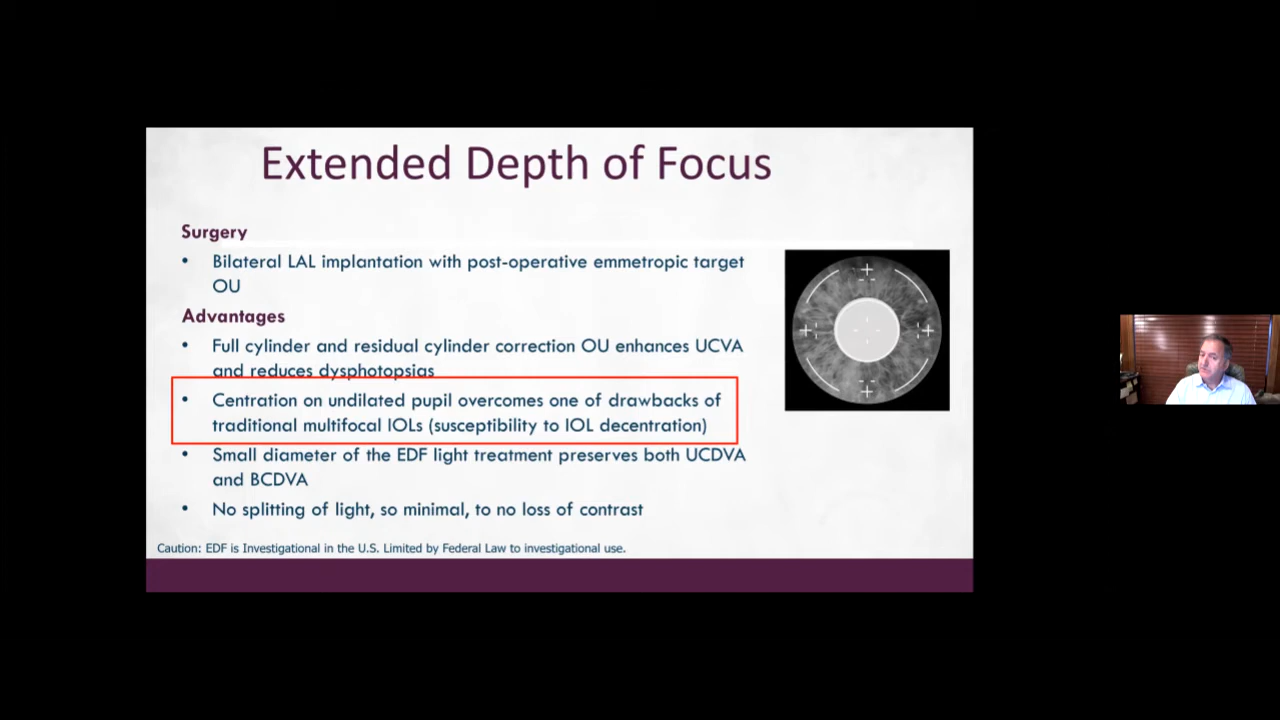 Extended Depth of Focus
Surgery
• Bilateral LAL implantation with post-operative emmetropic target
OU
Advantages
• Full cylinder and residual cylinder correction OU enhances UCVA
and reduces dysphotopsias
• Centration on undilated pupil overcomes one of drawbacks of
traditional multifocal IOLs (susceptibility to IOL decentration)
• Small diameter of the EDF light treatment preserves both UCDVA
and BCDVA
• No splitting of light, so minimal, to no loss of contrast
Caution: EDF is Investigational in the U.S. Limited by Federal Law to investigational use.